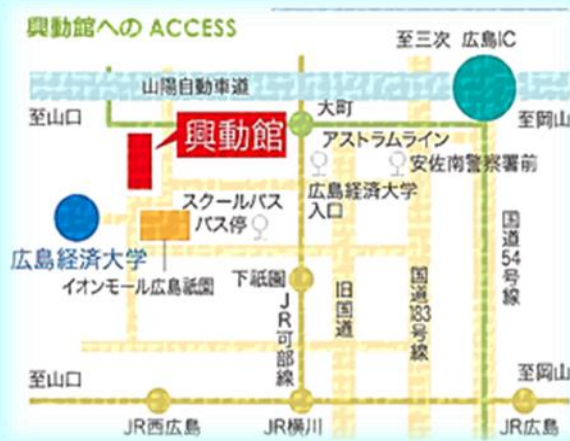 興動館への ACCESS
至三次 広島IC
山陽自動車道
至山口
大町
至岡山
興動館
アストラムライン
安佐南警察署前
広島経済大学
入口
スクールバス
バス停
国道54号線
広島経済大学
イオンモール広島祇園
下祗園
JR可部線
旧国道
国道183号線
至山口
至岡山
JR西広島
JR横川
JR広島